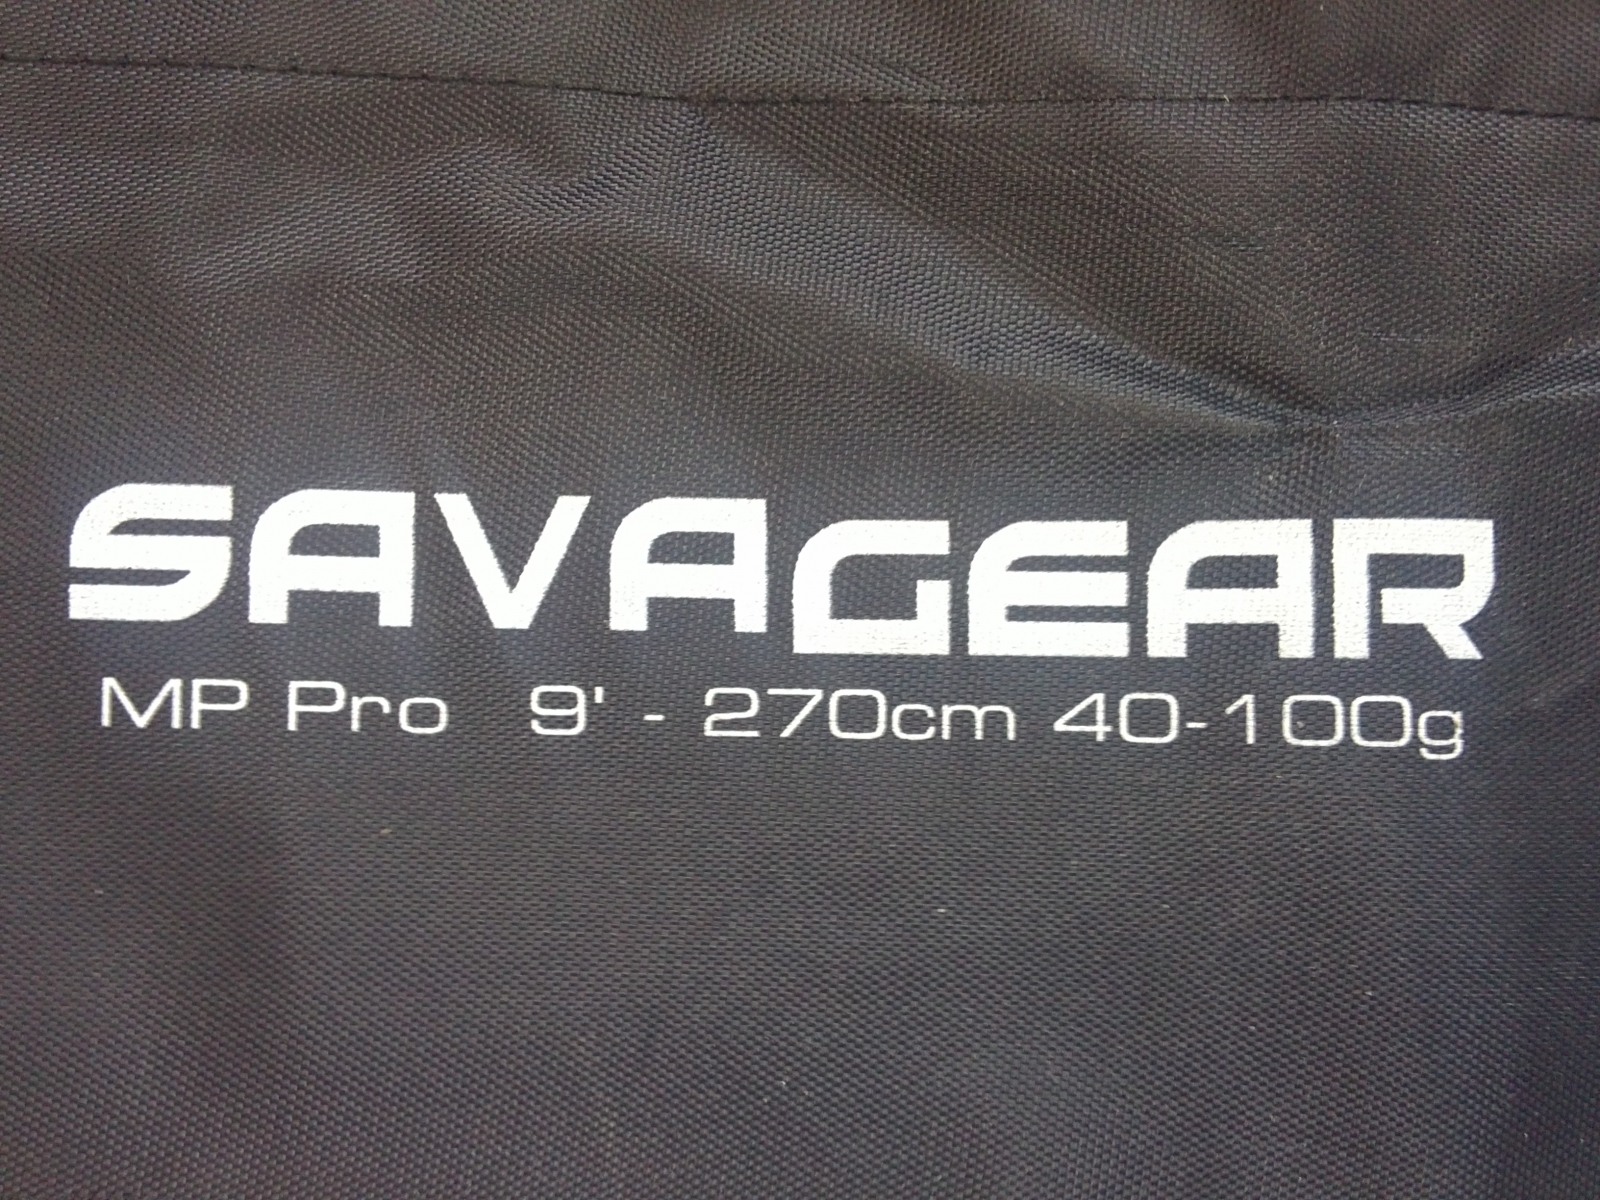 SAVAGEAR
MP Pro 9' - 270cm 40-100g